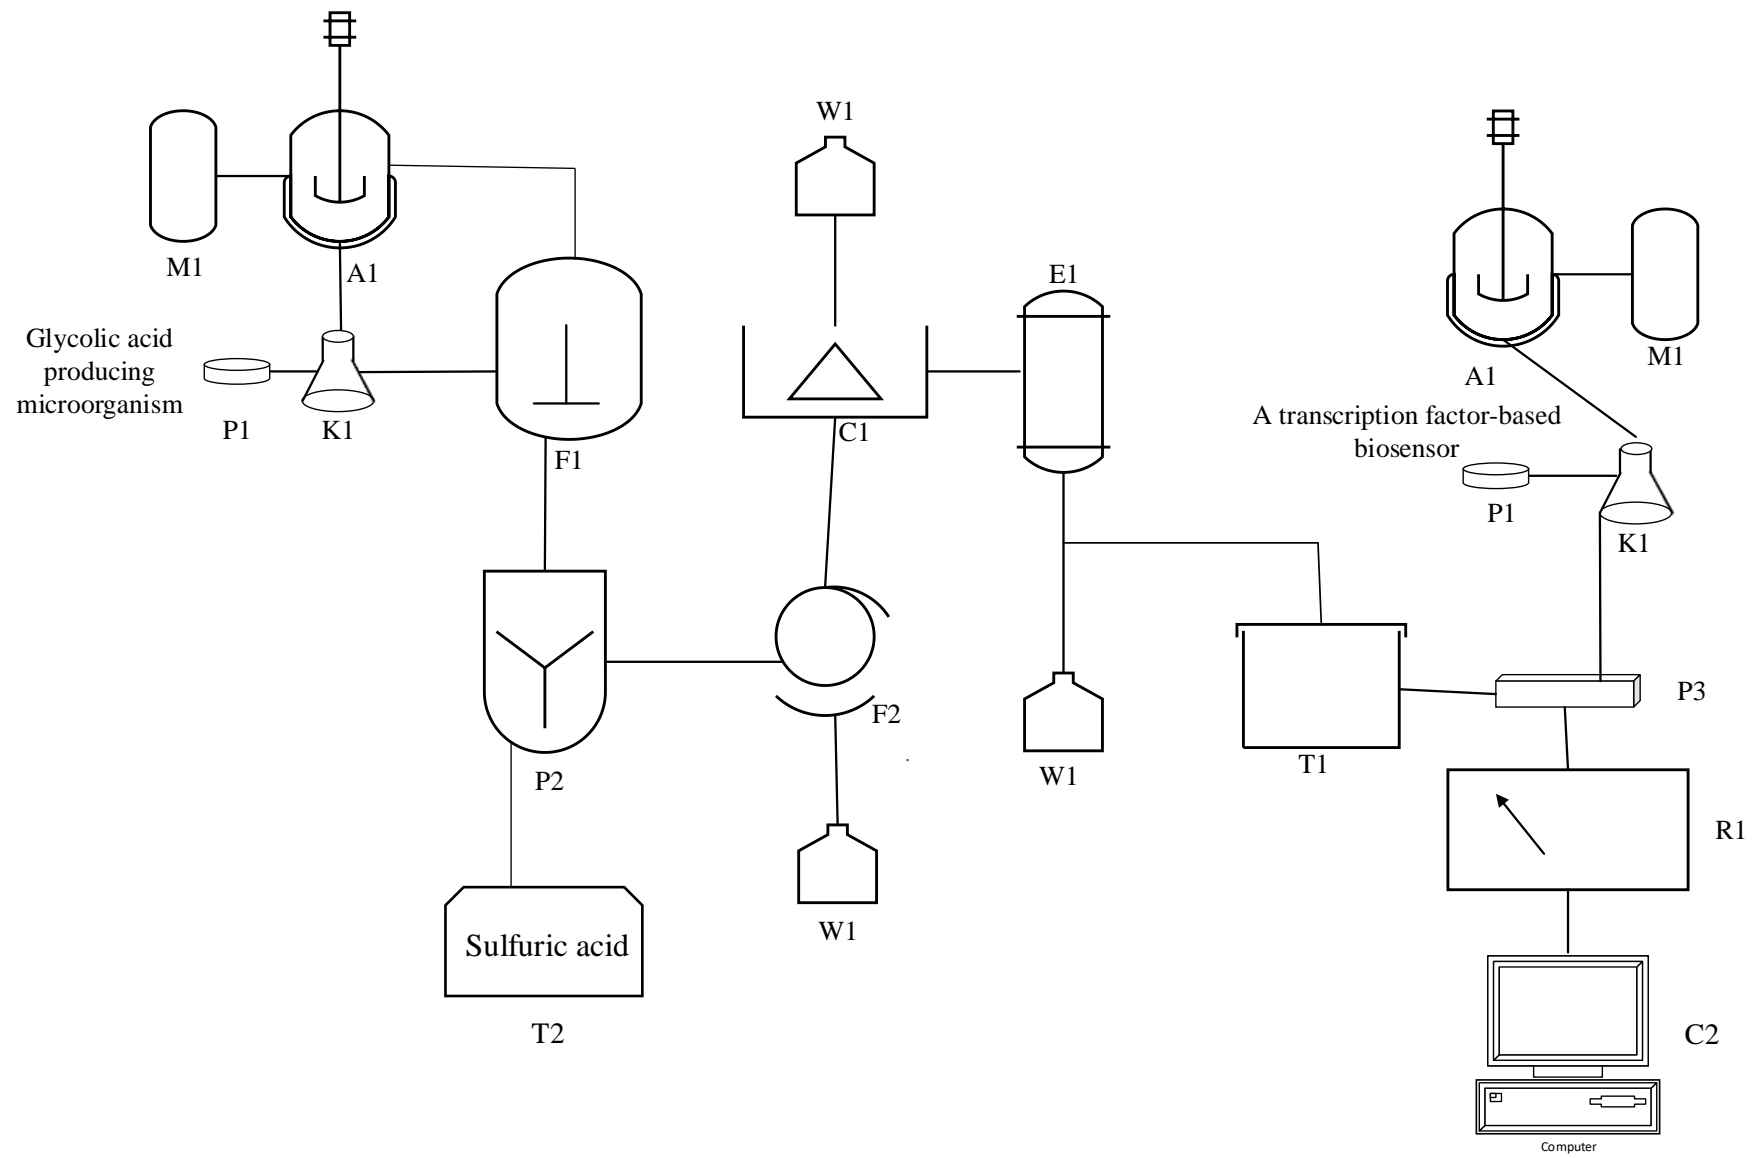 W1
E1
M1
A1
Glycolic acid
producing
microorganism
P1
K1
F1
C1
M1
A1
A transcription factor-based
biosensor
P1
K1
P2
F2
W1
W1
T1
P3
R1
Sulfuric acid
T2
C2
Computer